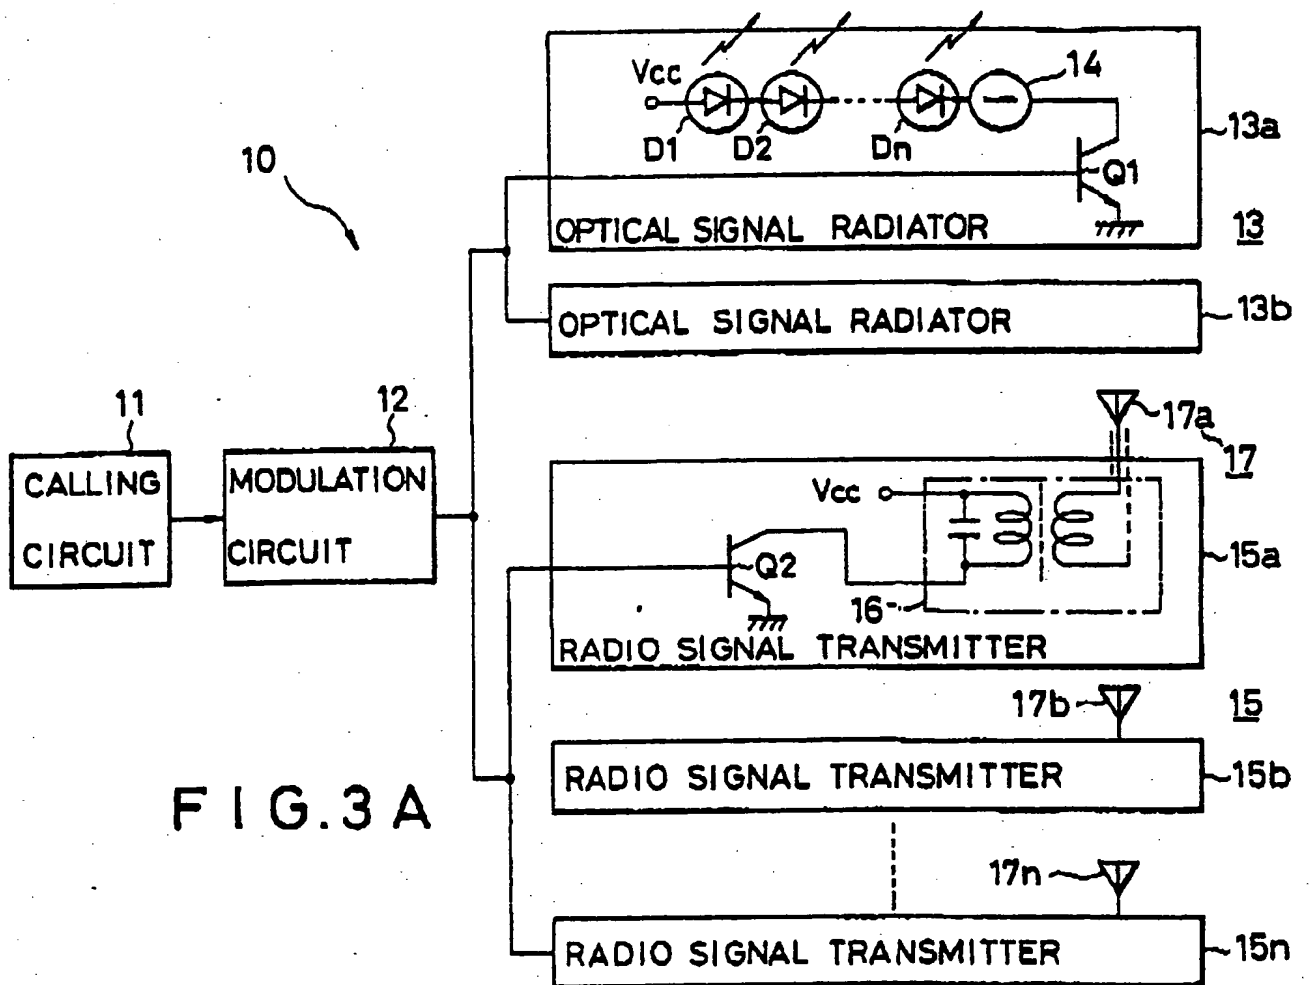 Vcc
14
D1
D2
Dn
Q1
13a
OPTICAL SIGNAL RADIATOR
13
10
OPTICAL SIGNAL RADIATOR
13b
11
12
CALLING
CIRCUIT
MODULATION
CIRCUIT
17a
17
Vcc
Q2
16
15a
RADIO SIGNAL TRANSMITTER
17b
15
RADIO SIGNAL TRANSMITTER
15b
FIG.3A
17n
RADIO SIGNAL TRANSMITTER
15n